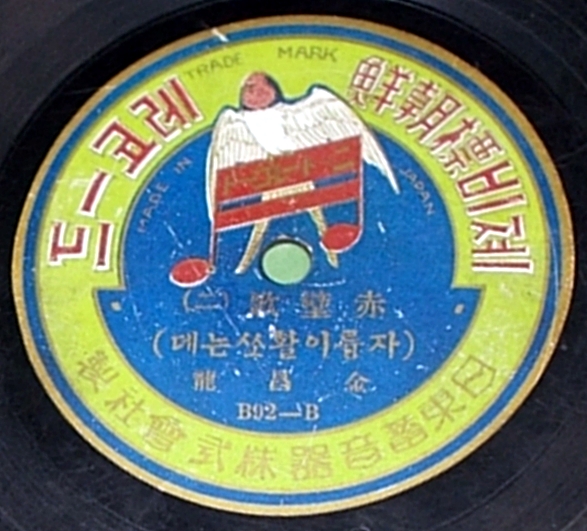 제비標朝鮮
레코ー드
TRADE MARK
MADE IN JAPAN
赤壁歌(二)
(자룡이활쏘는데)
金昌龍
B92—B
日東蓄音器株式會社製